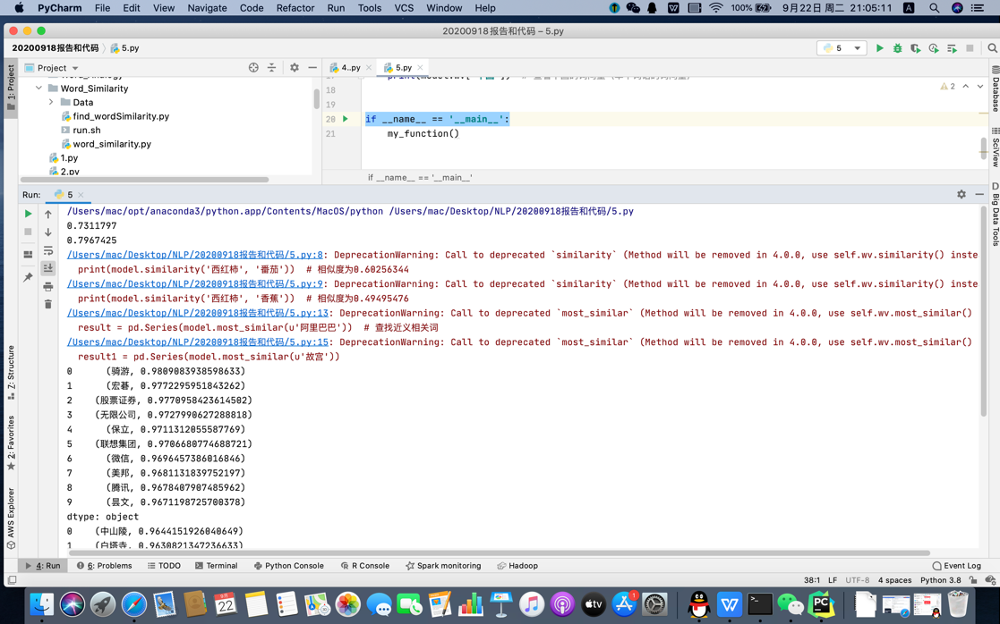 PyCharm File Edit View Navigate Code Refactor Run Tools VCS Window Help 100% 9月22日 周二 21:05:11 A
20200918报告和代码 – 5.py
20200918报告和代码 5.py 5
Project 4..py 5.py
1: Project
Word_Similarity
Data
find_wordSimilarity.py
run.sh
word_similarity.py
1.py
2.py
18
19
20 if __name__ == '__main__':
21 my_function()
2
if __name__ == '__main__'
Database
SciView
Big Data Tools
Run: 5
/Users/mac/opt/anaconda3/python.app/Contents/MacOS/python /Users/mac/Desktop/NLP/20200918报告和代码/5.py
0.7311797
0.7967425
/Users/mac/Desktop/NLP/20200918报告和代码/5.py:8: DeprecationWarning: Call to deprecated `similarity` (Method will be removed in 4.0.0, use self.wv.similarity() inste
print(model.similarity('西红柿', '番茄')) # 相似度为0.60256344
/Users/mac/Desktop/NLP/20200918报告和代码/5.py:9: DeprecationWarning: Call to deprecated `similarity` (Method will be removed in 4.0.0, use self.wv.similarity() inste
print(model.similarity('西红柿', '香蕉')) # 相似度为0.49495476
/Users/mac/Desktop/NLP/20200918报告和代码/5.py:13: DeprecationWarning: Call to deprecated `most_similar` (Method will be removed in 4.0.0, use self.wv.most_similar()
result = pd.Series(model.most_similar(u'阿里巴巴')) # 查找近义相关词
/Users/mac/Desktop/NLP/20200918报告和代码/5.py:15: DeprecationWarning: Call to deprecated `most_similar` (Method will be removed in 4.0.0, use self.wv.most_similar()
result1 = pd.Series(model.most_similar(u'故宫'))
0 (骑游, 0.9809083938598633)
1 (宏碁, 0.9772295951843262)
2 (股票证券, 0.9770958423614502)
3 (无限公司, 0.9727990627288818)
4 (保立, 0.9711312055587769)
5 (联想集团, 0.9706680774688721)
6 (微信, 0.9696457386016846)
7 (美邦, 0.9681131839752197)
8 (腾讯, 0.9678407907485962)
9 (昙文, 0.9671198725700378)
dtype: object
0 (中山陵, 0.9644151926040649)
1 (白塔寺, 0.9630821347236633)
Z: Structure
2: Favorites
AWS Explorer
4: Run 6: Problems TODO Terminal Python Console R Console Spark monitoring Hadoop Event Log
38:1 LF UTF-8 4 spaces Python 3.8